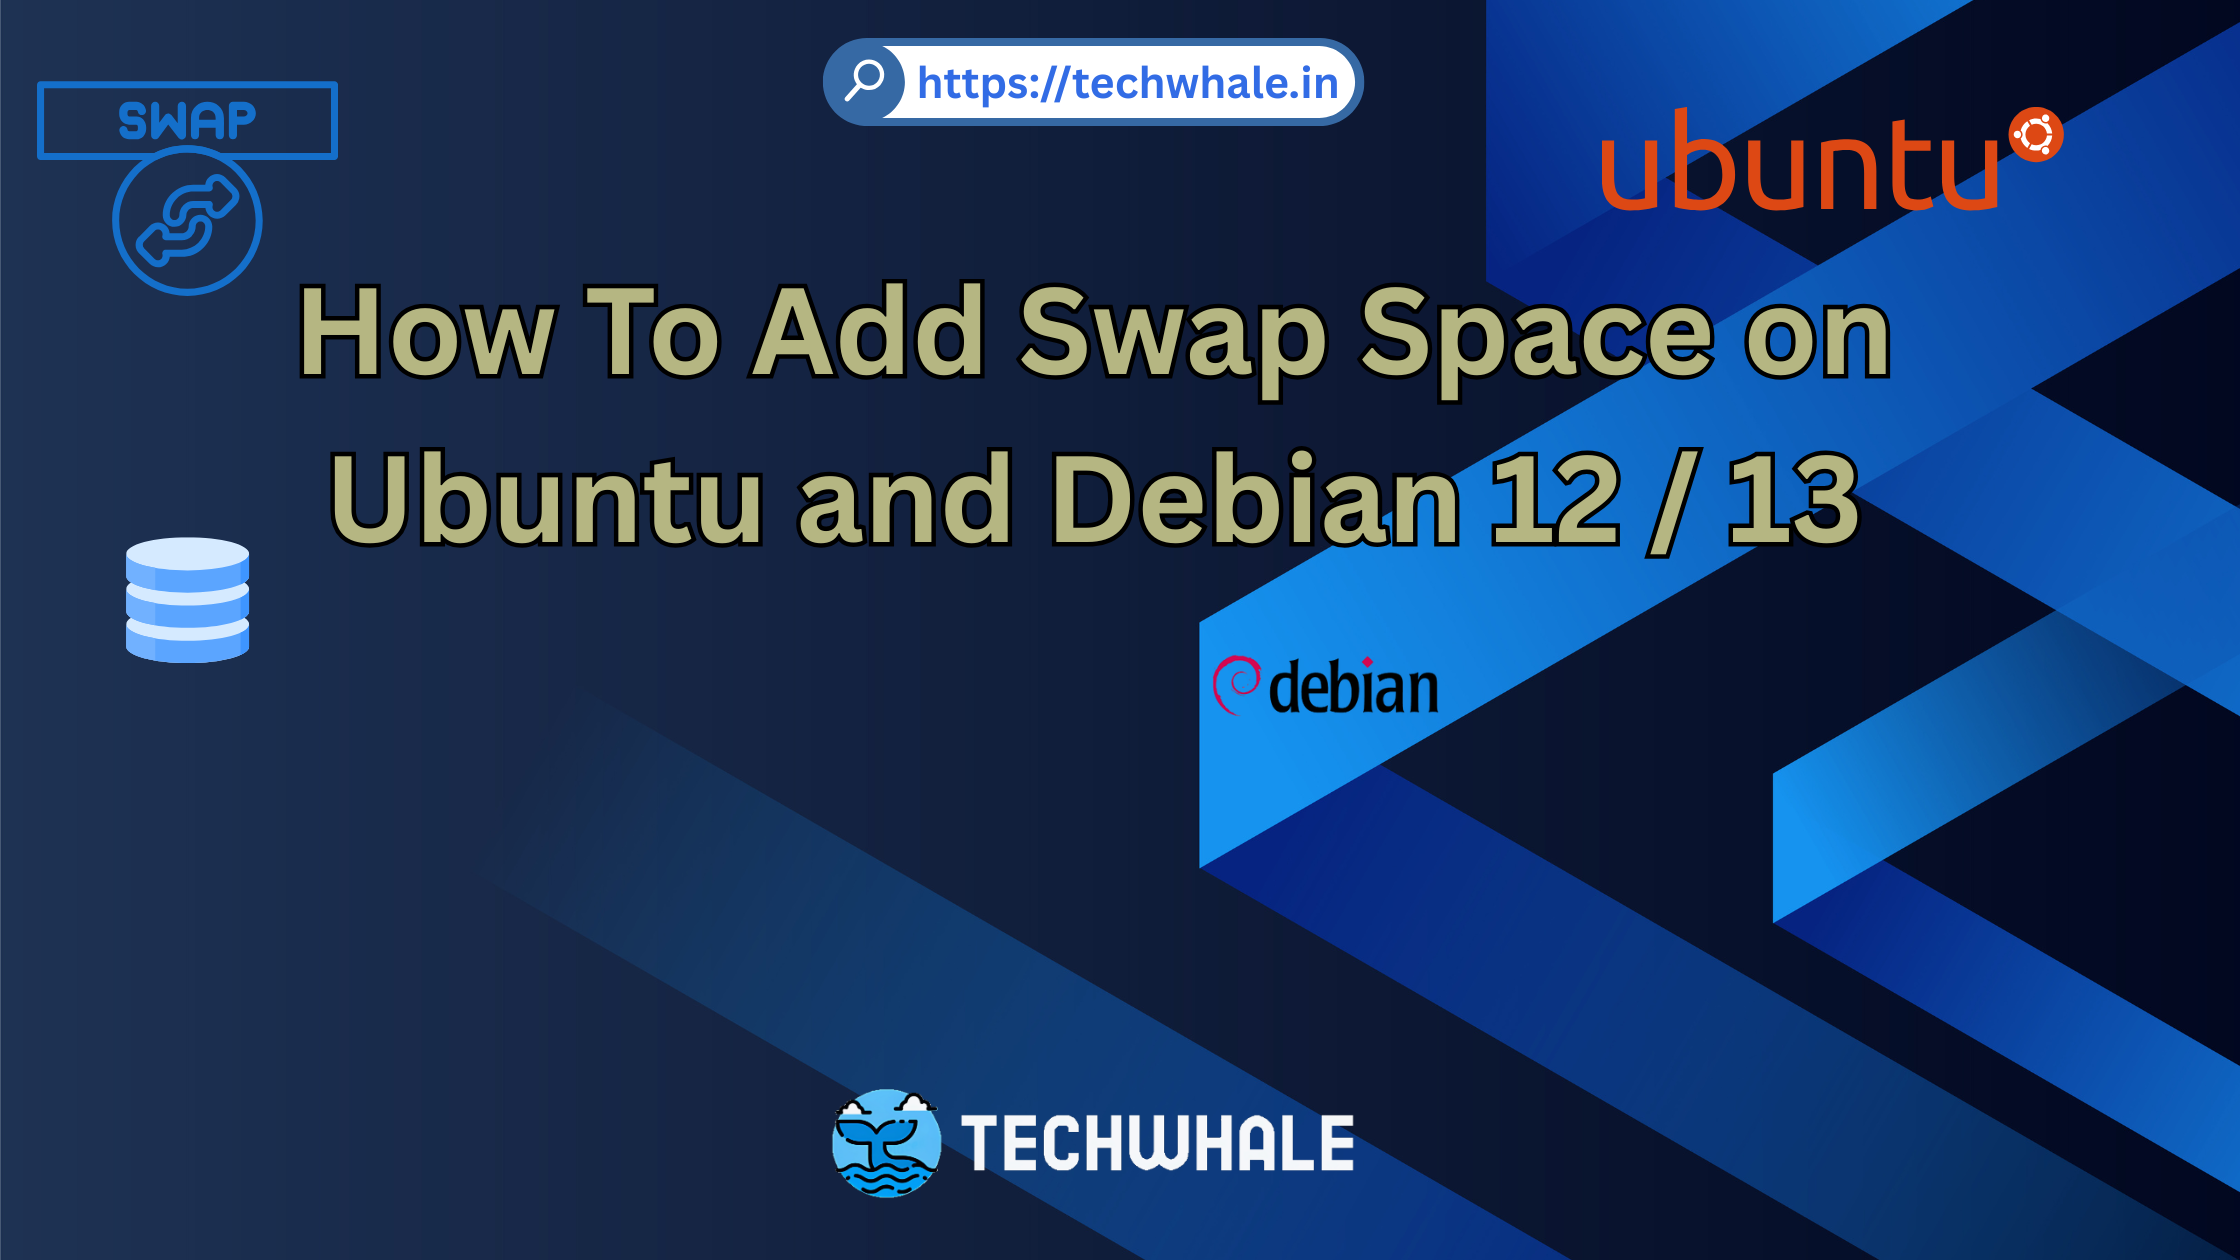 https://techwhale.in
SWAP
ubuntu
How To Add Swap Space on
Ubuntu and Debian 12 / 13
debian
TECHWHALE